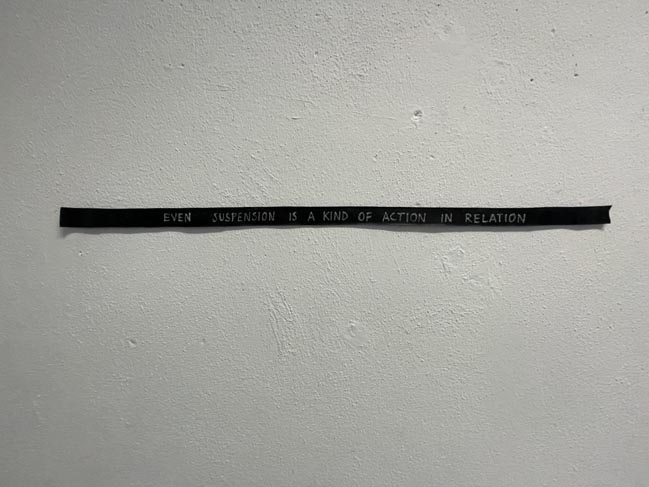 EVEN SUSPENSION IS A KIND OF ACTION IN RELATION